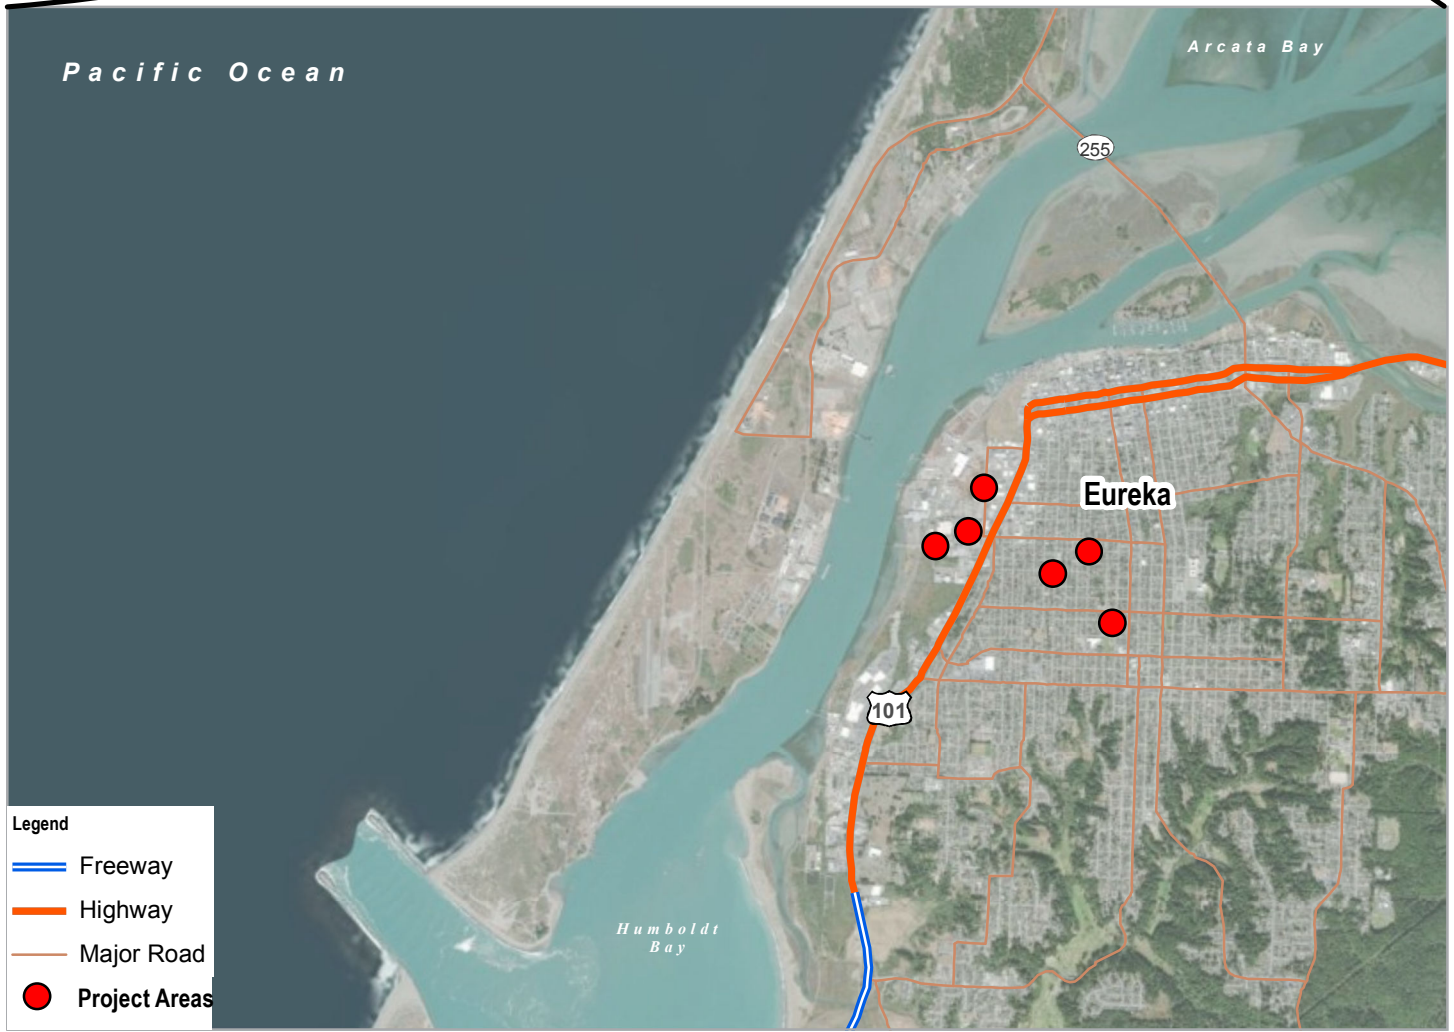 Pacific Ocean
Arcata Bay
255
Eureka
101
Humboldt
Bay
Legend
Freeway
Highway
Major Road
Project Areas